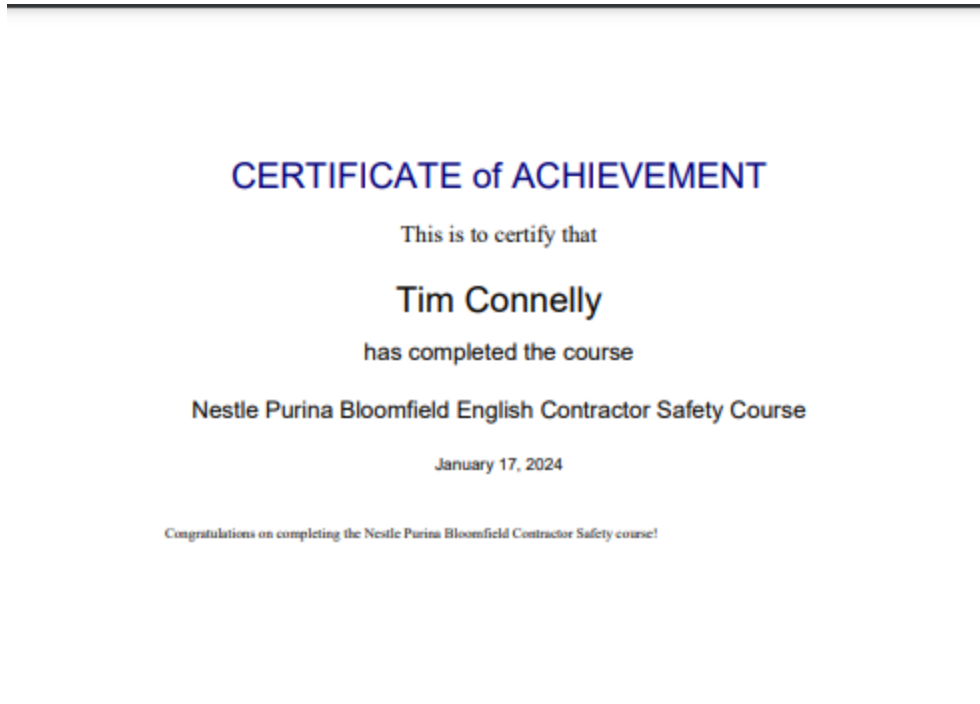 CERTIFICATE of ACHIEVEMENT
This is to certify that
Tim Connelly
has completed the course
Nestle Purina Bloomfield English Contractor Safety Course
January 17, 2024
Congratulations on completing the Nestle Purina Bloomfield Contractor Safety course!